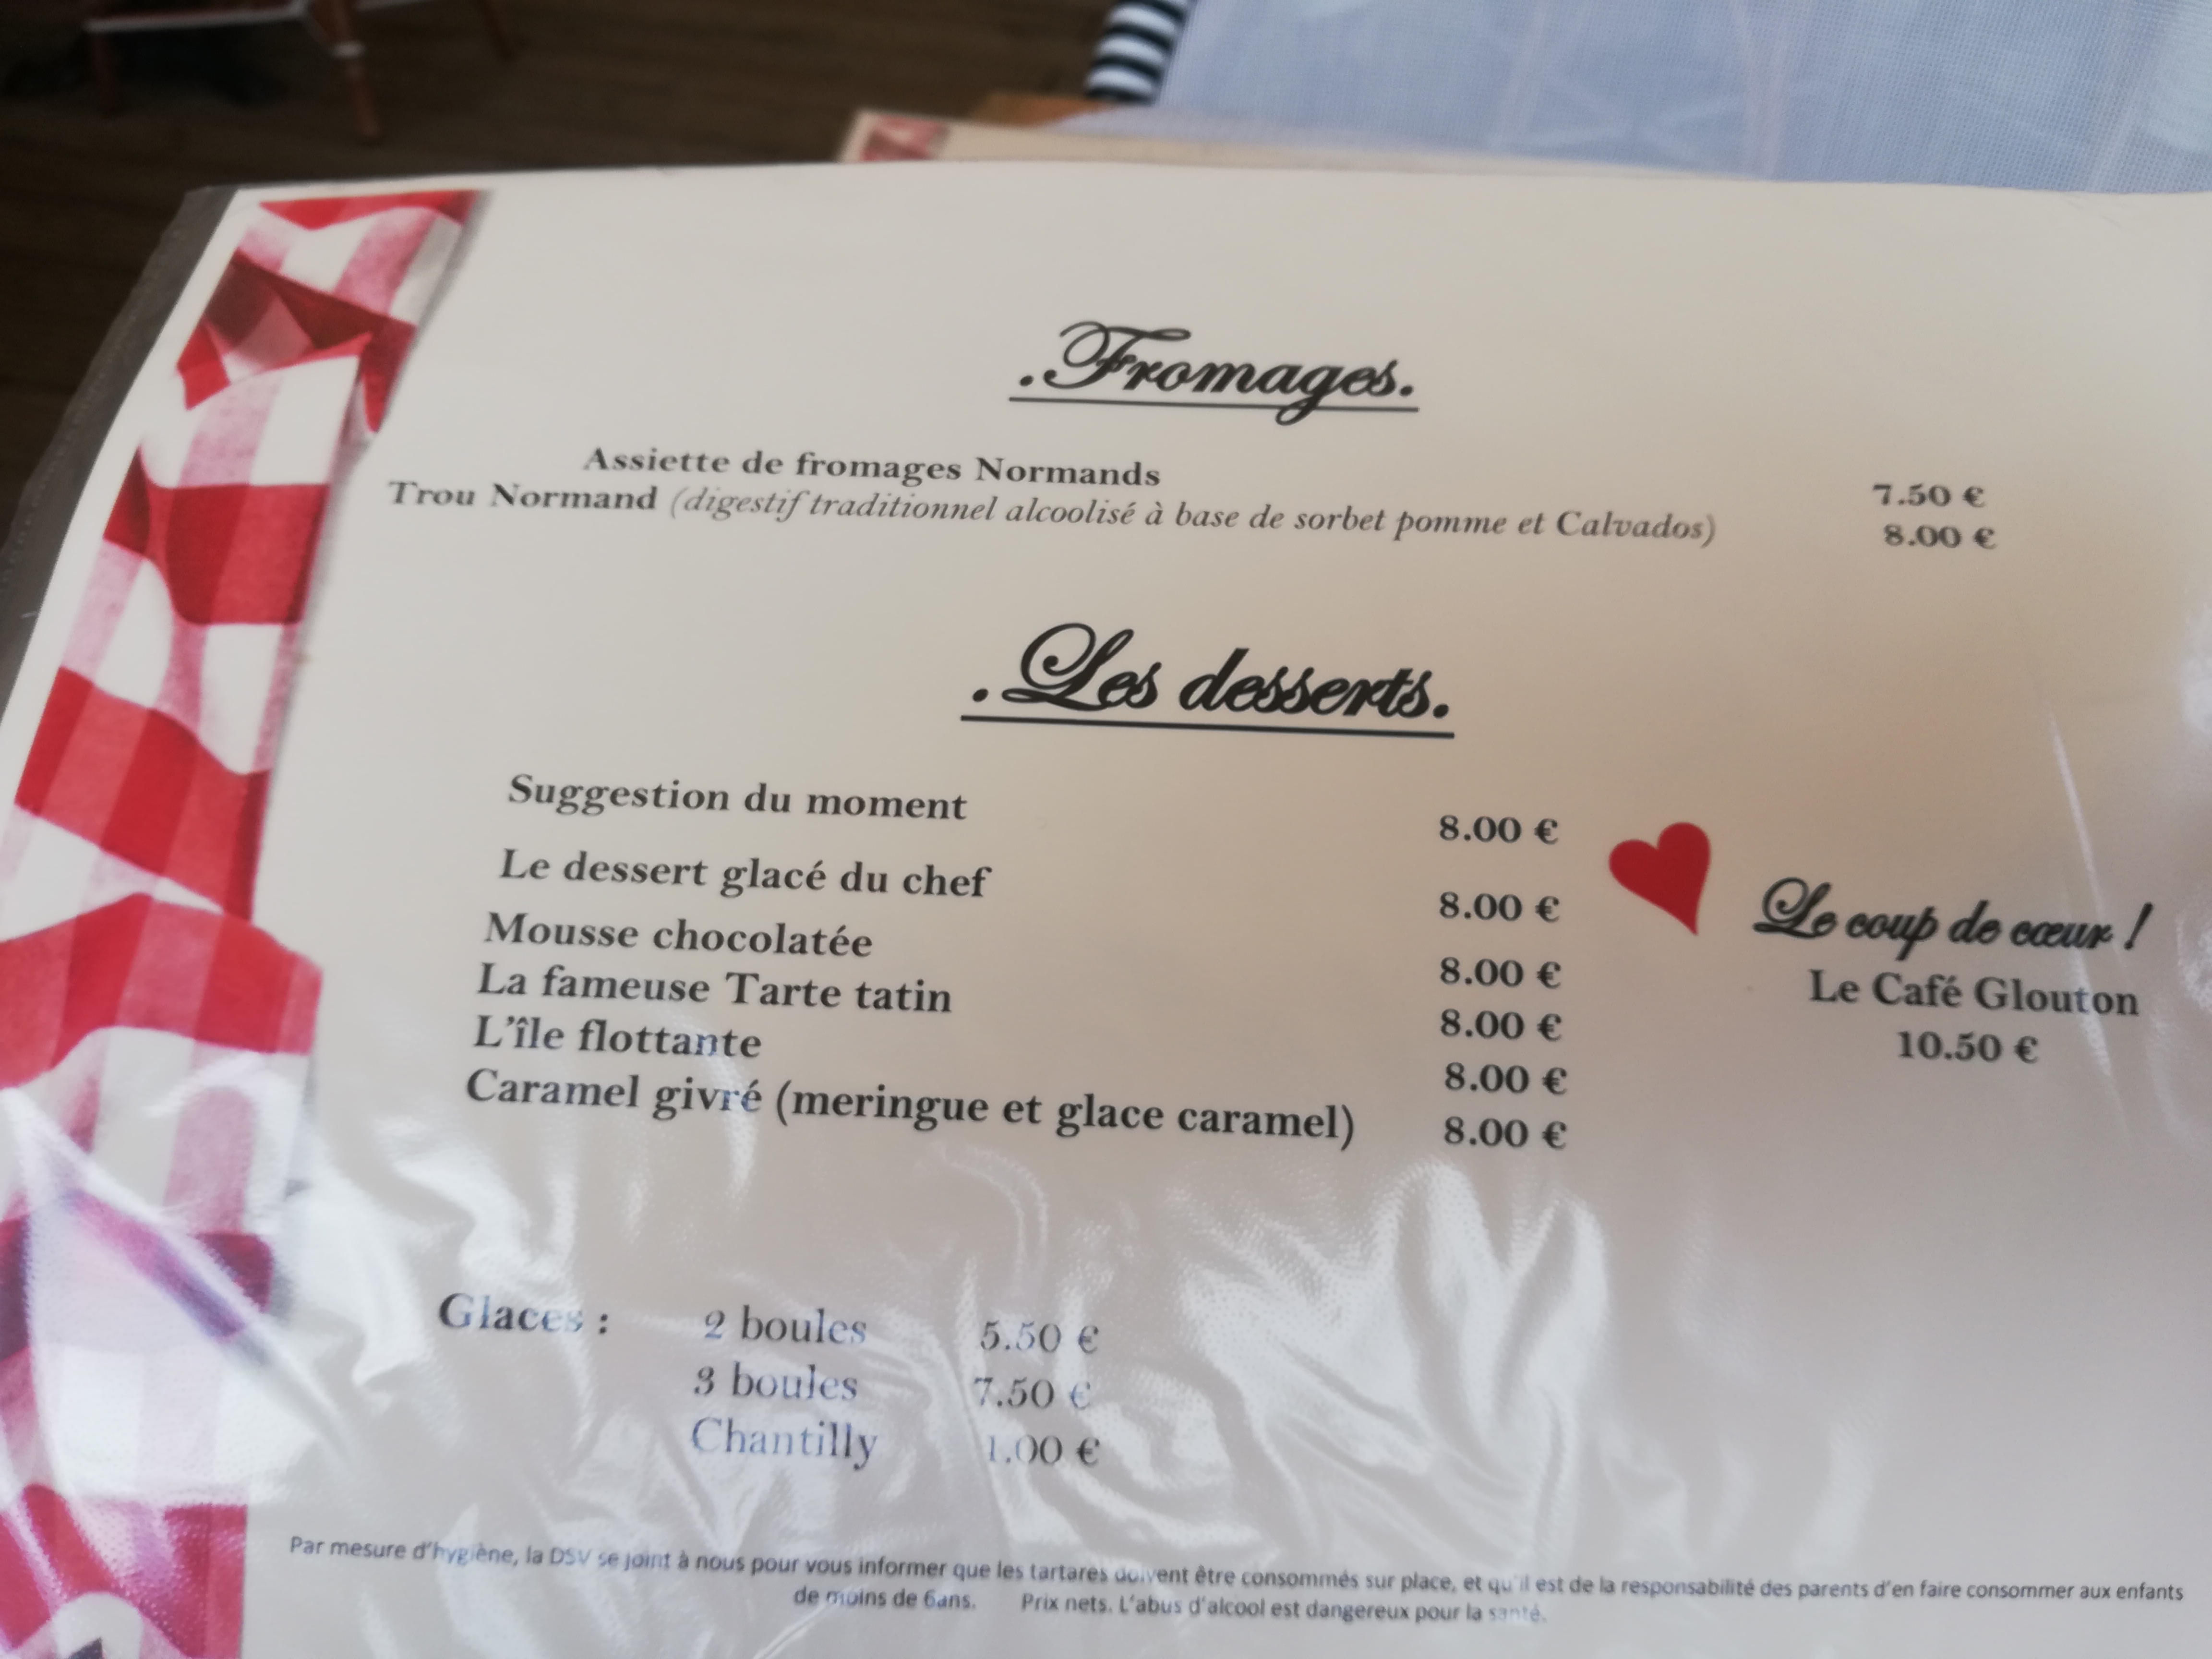 .Fromages.
Assiette de fromages Normands 7.50 €
Trou Normand (digestif traditionnel alcoolisé à base de sorbet pomme et Calvados) 8.00 €
.Les desserts.
Suggestion du moment 8.00 €
Le dessert glacé du chef 8.00 €
Mousse chocolatée 8.00 €
La fameuse Tarte tatin 8.00 €
L'île flottante 8.00 €
Caramel givré (meringue et glace caramel) 8.00 €
Le coup de cœur !
Le Café Glouton
10.50 €
Glaces : 2 boules 5.50 €
3 boules 7.50 €
Chantilly 1.00 €
Par mesure d'hygiène, la DSV se joint à nous pour vous informer que les tartares doivent être consommés sur place, et qu'il est de la responsabilité des parents d'en faire consommer aux enfants
de moins de 6ans. Prix nets. L'abus d'alcool est dangereux pour la santé.